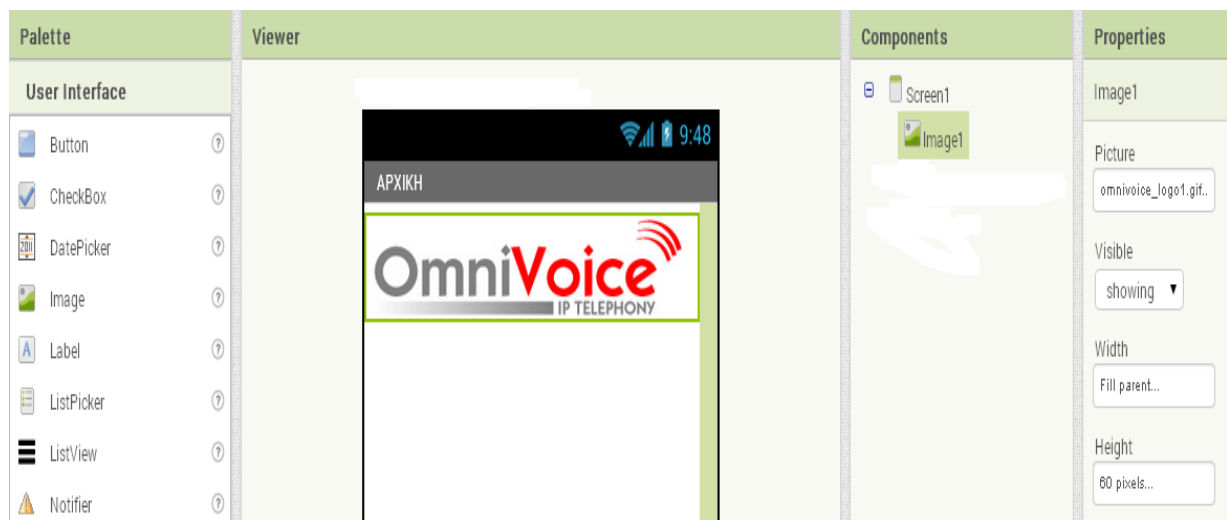 Palette
User Interface
Button
CheckBox
DatePicker
Image
Label
ListPicker
ListView
Notifier
Viewer
9:48
ΑΡΧΙΚΗ
OmniVoice
IP TELEPHONY
Components
Screen1
Image1
Properties
Image1
Picture
omnivoice_logo1.gif..
Visible
showing
Width
Fill parent...
Height
60 pixels...